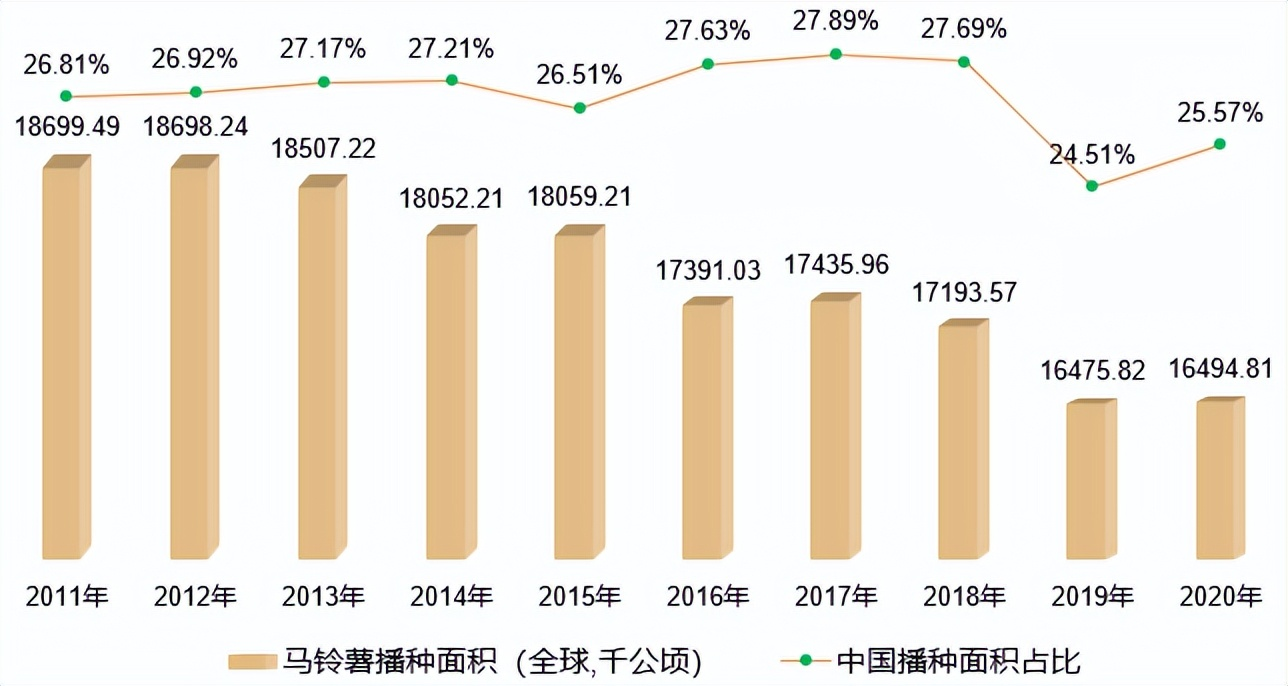 26.81% 26.92% 27.17% 27.21% 26.51% 27.63% 27.89% 27.69% 24.51% 25.57%
18699.49 18698.24 18507.22 18052.21 18059.21 17391.03 17435.96 17193.57 16475.82 16494.81
2011年 2012年 2013年 2014年 2015年 2016年 2017年 2018年 2019年 2020年
马铃薯播种面积（全球,千公顷） 中国播种面积占比